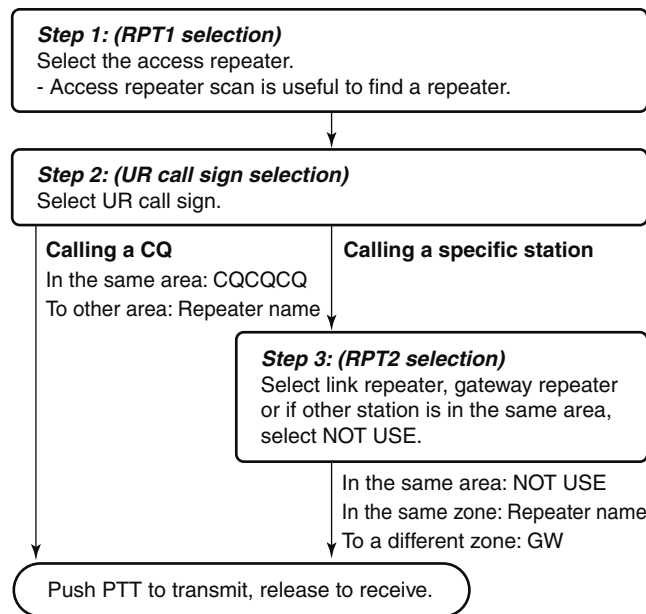 Step 1: (RPT1 selection)
Select the access repeater.
- Access repeater scan is useful to find a repeater.
Step 2: (UR call sign selection)
Select UR call sign.
Calling a CQ
In the same area: CQCQCQ
To other area: Repeater name
Calling a specific station
Step 3: (RPT2 selection)
Select link repeater, gateway repeater
or if other station is in the same area,
select NOT USE.
In the same area: NOT USE
In the same zone: Repeater name
To a different zone: GW
Push PTT to transmit, release to receive.